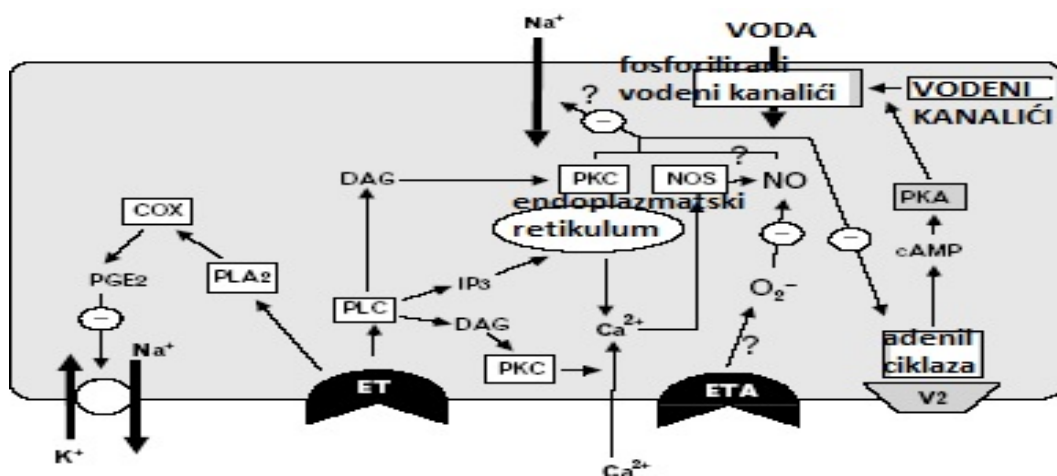 Na+
VODA
fosforilirani
vodeni kanalići
VODENI
KANALIĆI
?
−
?
DAG
PKC
NOS
NO
PKA
endoplazmatski
retikulum
COX
−
−
cAMP
PGE2
PLA2
IP3
O2−
PLC
DAG
Ca2+
−
Na+
?
adenil
ciklaza
PKC
ET
ETA
V2
K+
Ca2+